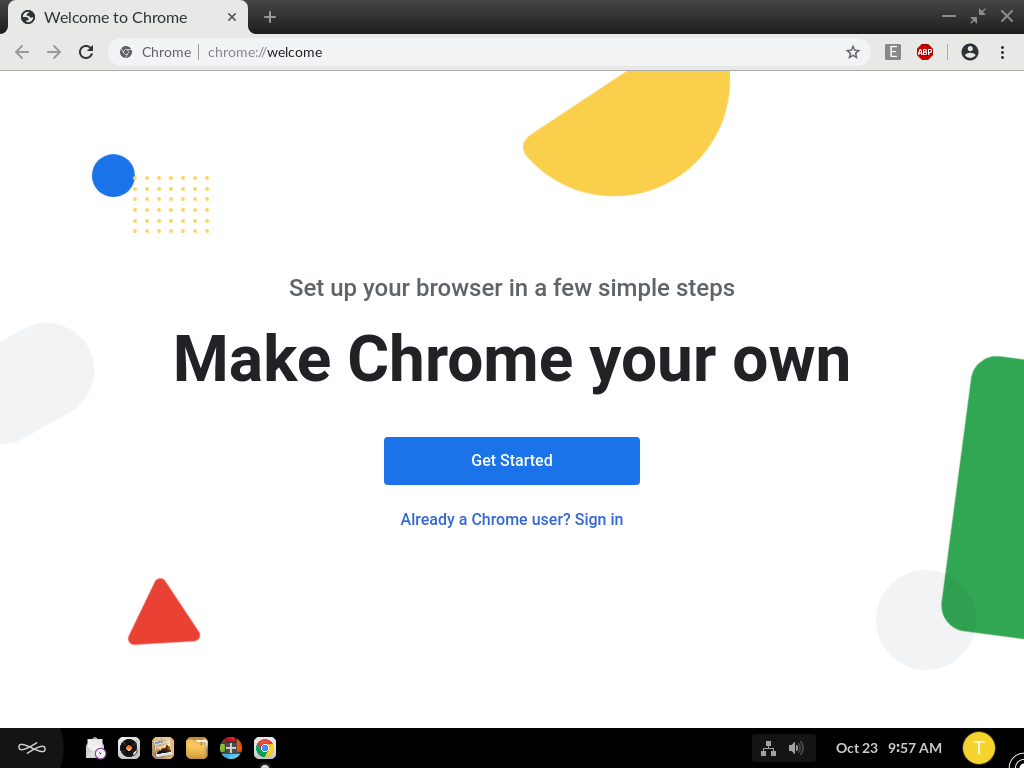 Welcome to Chrome
Chrome chrome://welcome
E
ABP
Set up your browser in a few simple steps
Make Chrome your own
Get Started
Already a Chrome user? Sign in
Oct 23 9:57 AM
T